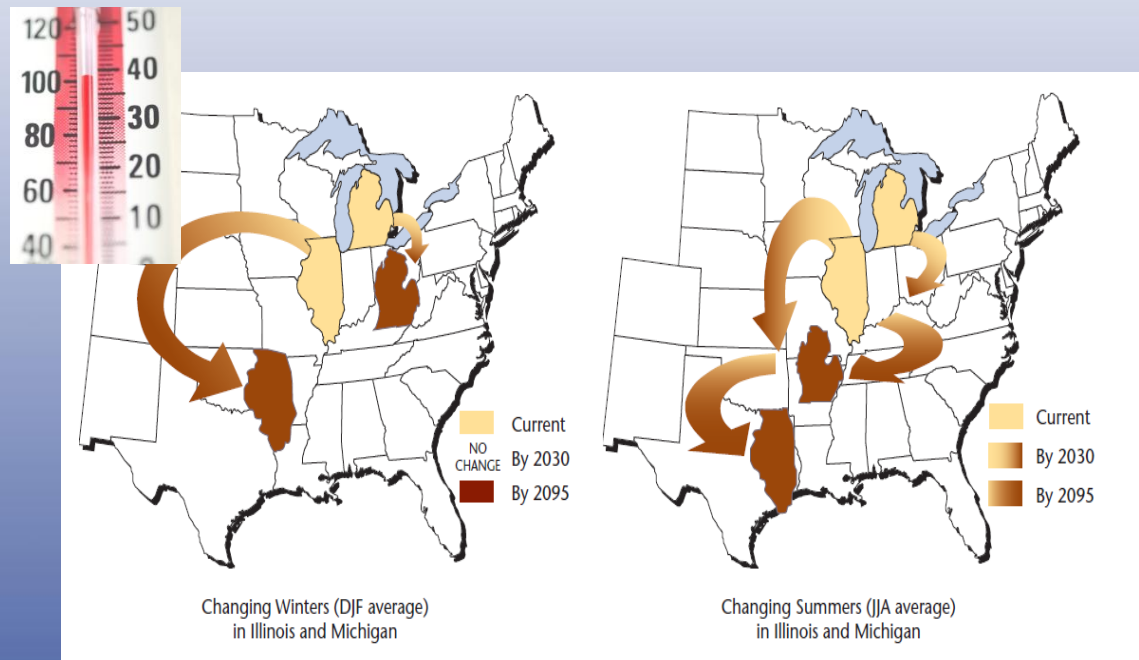 120
100
80
60
40
50
40
30
20
10
0
Current
NO
CHANGE
By 2030
By 2095
Changing Winters (DJF average)
in Illinois and Michigan
Current
By 2030
By 2095
Changing Summers (JJA average)
in Illinois and Michigan